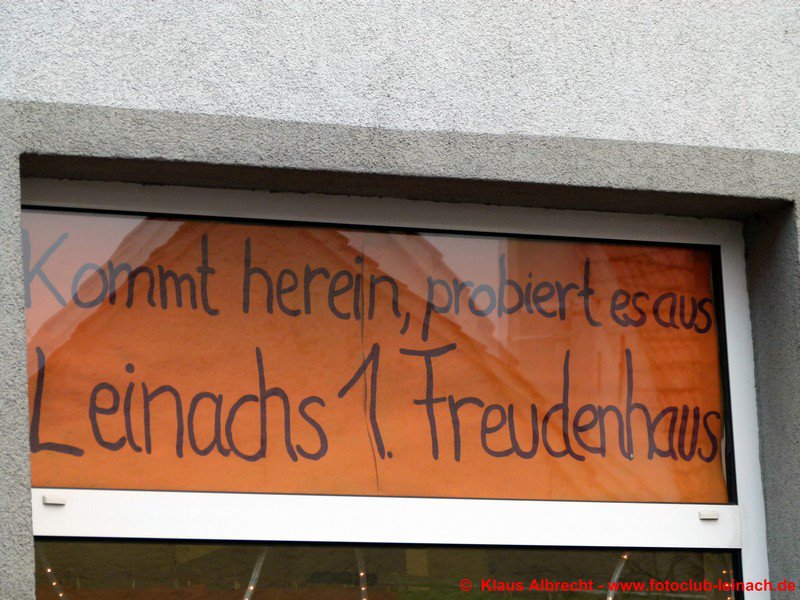 Kommt herein, probiert es aus
Leinachs 1. Freudenhaus
© Klaus Albrecht - www.fotoclub-leinach.de